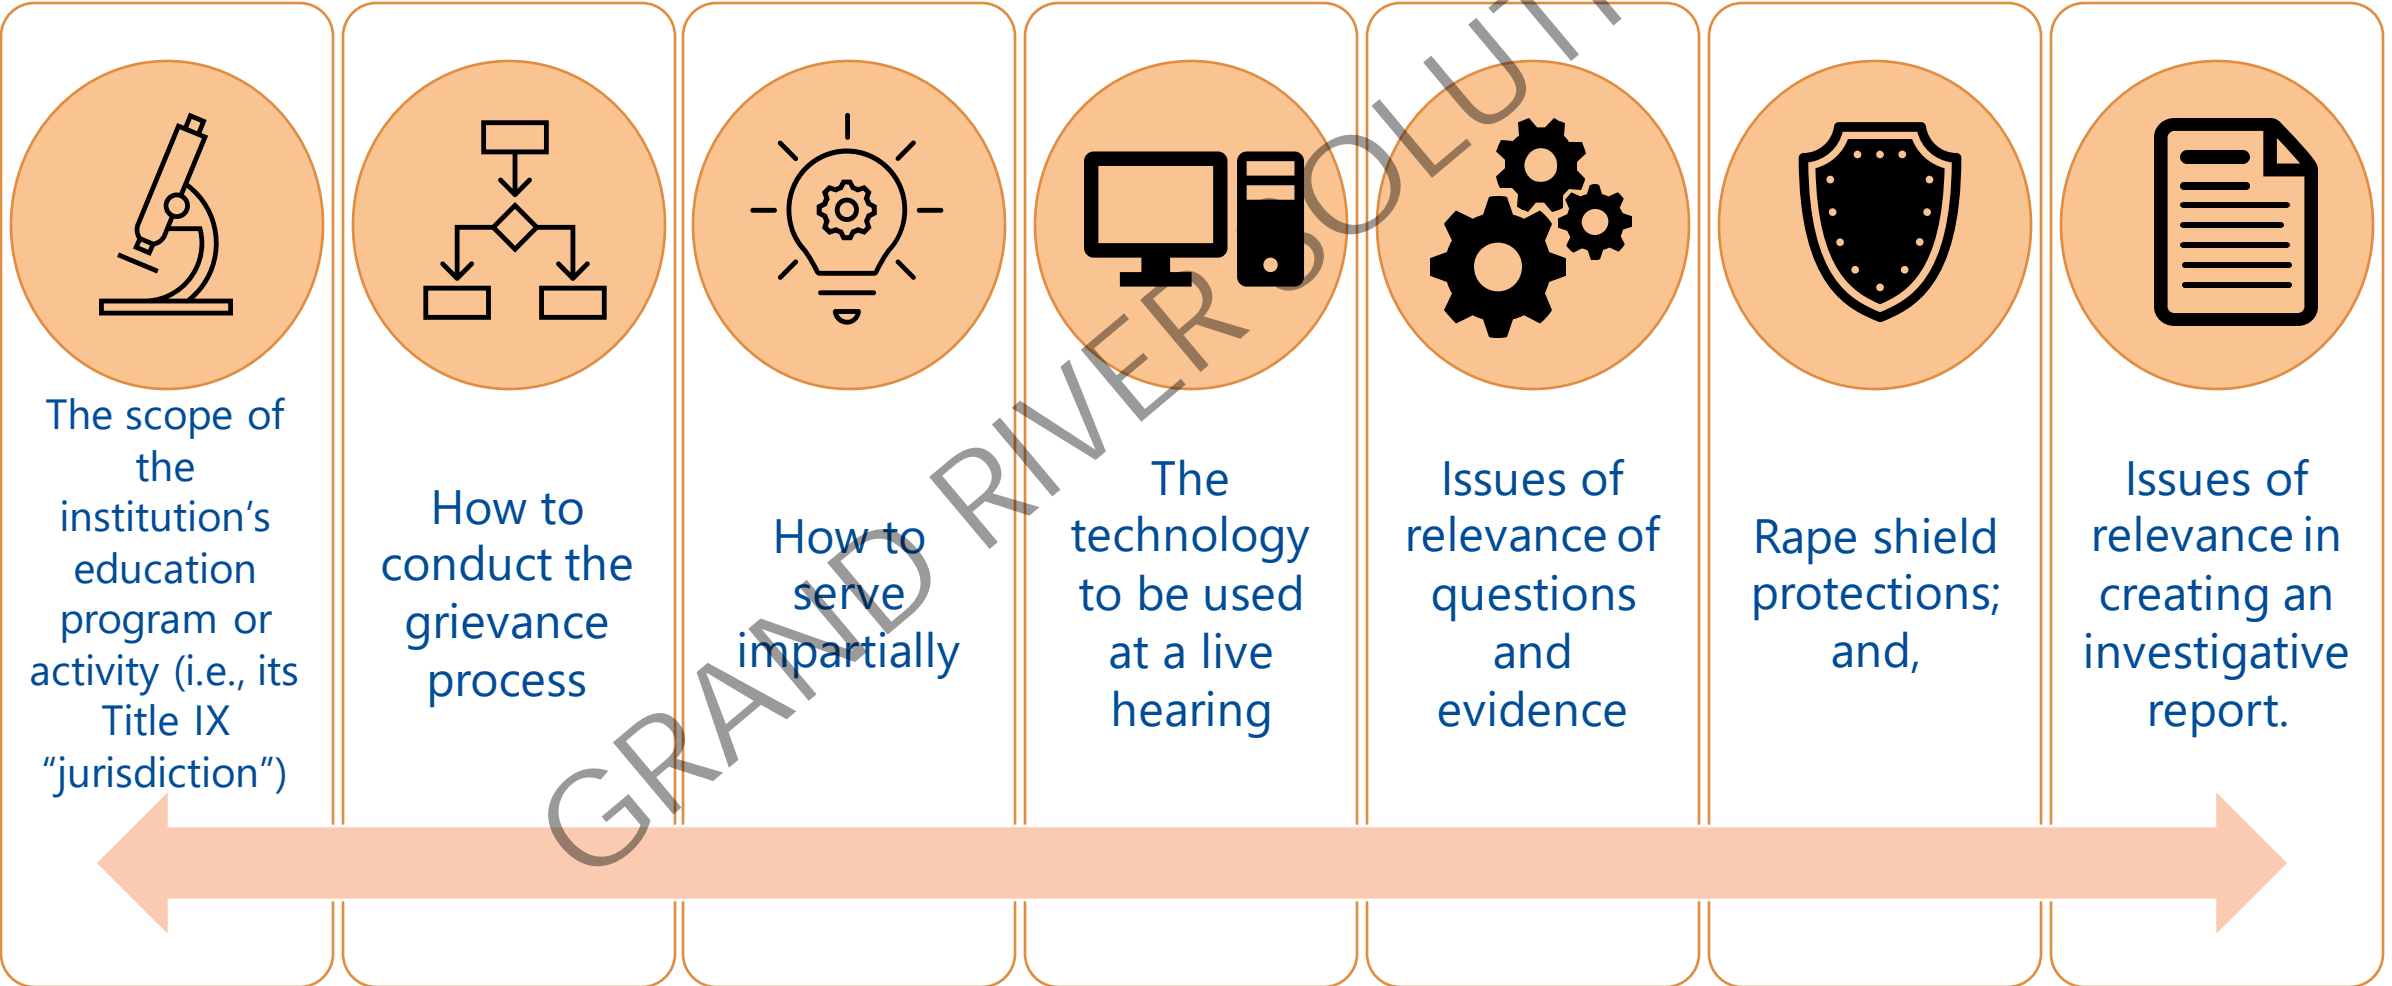 The scope of
the
institution’s
education
program or
activity (i.e., its
Title IX
“jurisdiction”)
How to
conduct the
grievance
process
How to
serve
impartially
The
technology
to be used
at a live
hearing
Issues of
relevance of
questions
and
evidence
Rape shield
protections;
and,
Issues of
relevance in
creating an
investigative
report.
GRAND RIVER SOLUTI